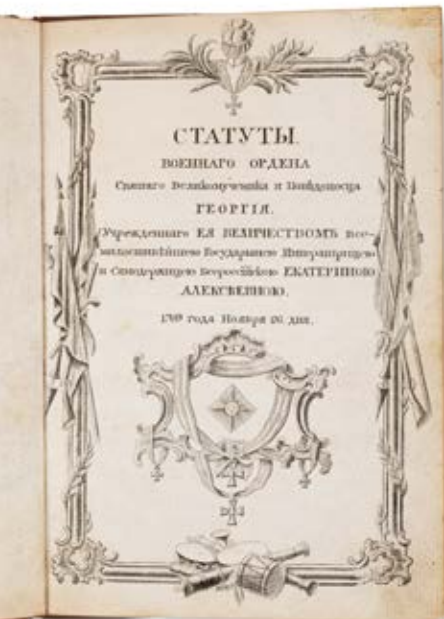 СТАТУТЫ.
ВОЕННАГО ОРДЕНА
Святаго Великомученика и Побѣдоносца
ГЕОРГІЯ.
Учрежденнаго ЕЯ ВЕЛИЧЕСТВОМЪ Все-
милостивѣйшею Государынею Императрицею
и Самодержицею Всероссійскою ЕКАТЕРИНОЮ
АЛЕКСѢЕВНОЮ.
1769 года Ноября 26 дня.